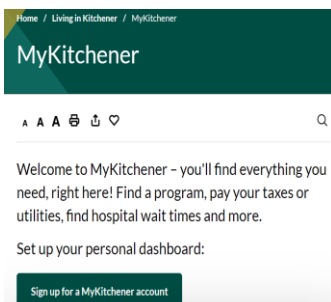 Home / Living in Kitchener / MyKitchener
MyKitchener
A A A
Welcome to MyKitchener – you'll find everything you
need, right here! Find a program, pay your taxes or
utilities, find hospital wait times and more.
Set up your personal dashboard:
Sign up for a MyKitchener account